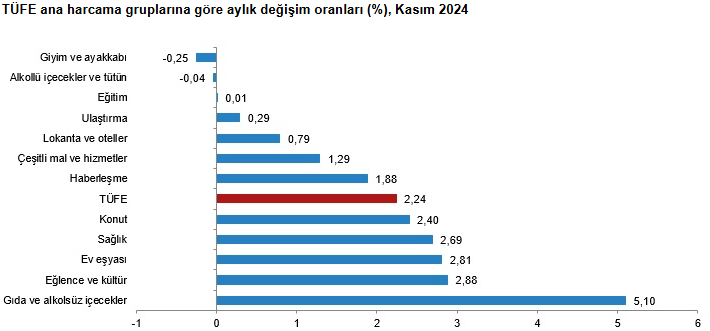 TÜFE ana harcama gruplarına göre aylık değişim oranları (%), Kasım 2024
Giyim ve ayakkabı -0,25
Alkollü içecekler ve tütün -0,04
Eğitim 0,01
Ulaştırma 0,29
Lokanta ve oteller 0,79
Çeşitli mal ve hizmetler 1,29
Haberleşme 1,88
TÜFE 2,24
Konut 2,40
Sağlık 2,69
Ev eşyası 2,81
Eğlence ve kültür 2,88
Gıda ve alkolsüz içecekler 5,10
-1 0 1 2 3 4 5 6